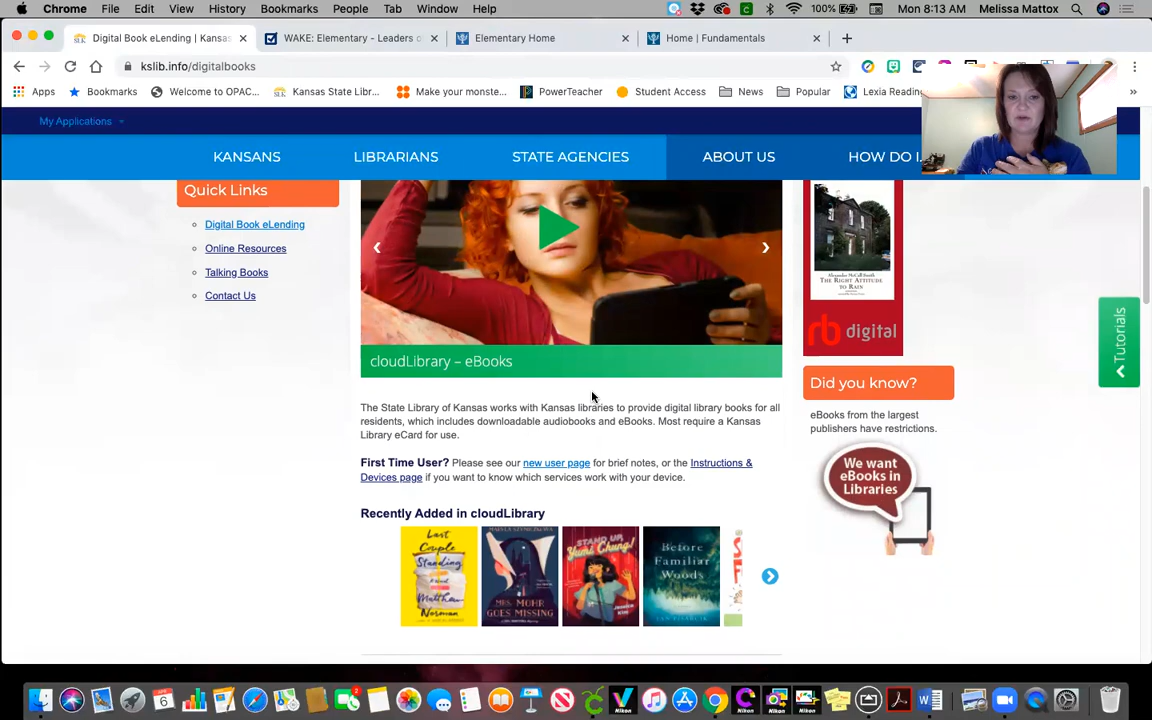 Chrome File Edit View History Bookmarks People Tab Window Help 100% Mon 8:13 AM Melissa Mattox
Digital Book eLending | Kansas WAKE: Elementary - Leaders o Elementary Home Home | Fundamentals
kslib.info/digitalbooks
Apps Bookmarks Welcome to OPAC... Kansas State Libr... Make your monste... PowerTeacher Student Access News Popular Lexia Reading
My Applications
KANSANS LIBRARIANS STATE AGENCIES ABOUT US HOW DO I...
Quick Links
Digital Book eLending
Online Resources
Talking Books
Contact Us
cloudLibrary – eBooks
The State Library of Kansas works with Kansas libraries to provide digital library books for all
residents, which includes downloadable audiobooks and eBooks. Most require a Kansas
Library eCard for use.
First Time User? Please see our new user page for brief notes, or the Instructions &
Devices page if you want to know which services work with your device.
Recently Added in cloudLibrary
Last
Couple
Standing
Matthew
Norman
MRS. MOHR
GOES MISSING
STAND UP,
Yumi Chung!
Before
Familiar
Woods
Alexander McCall Smith
THE RIGHT ATTITUDE
TO RAIN
rb digital
Did you know?
eBooks from the largest
publishers have restrictions.
We want
eBooks in
Libraries
Tutorials